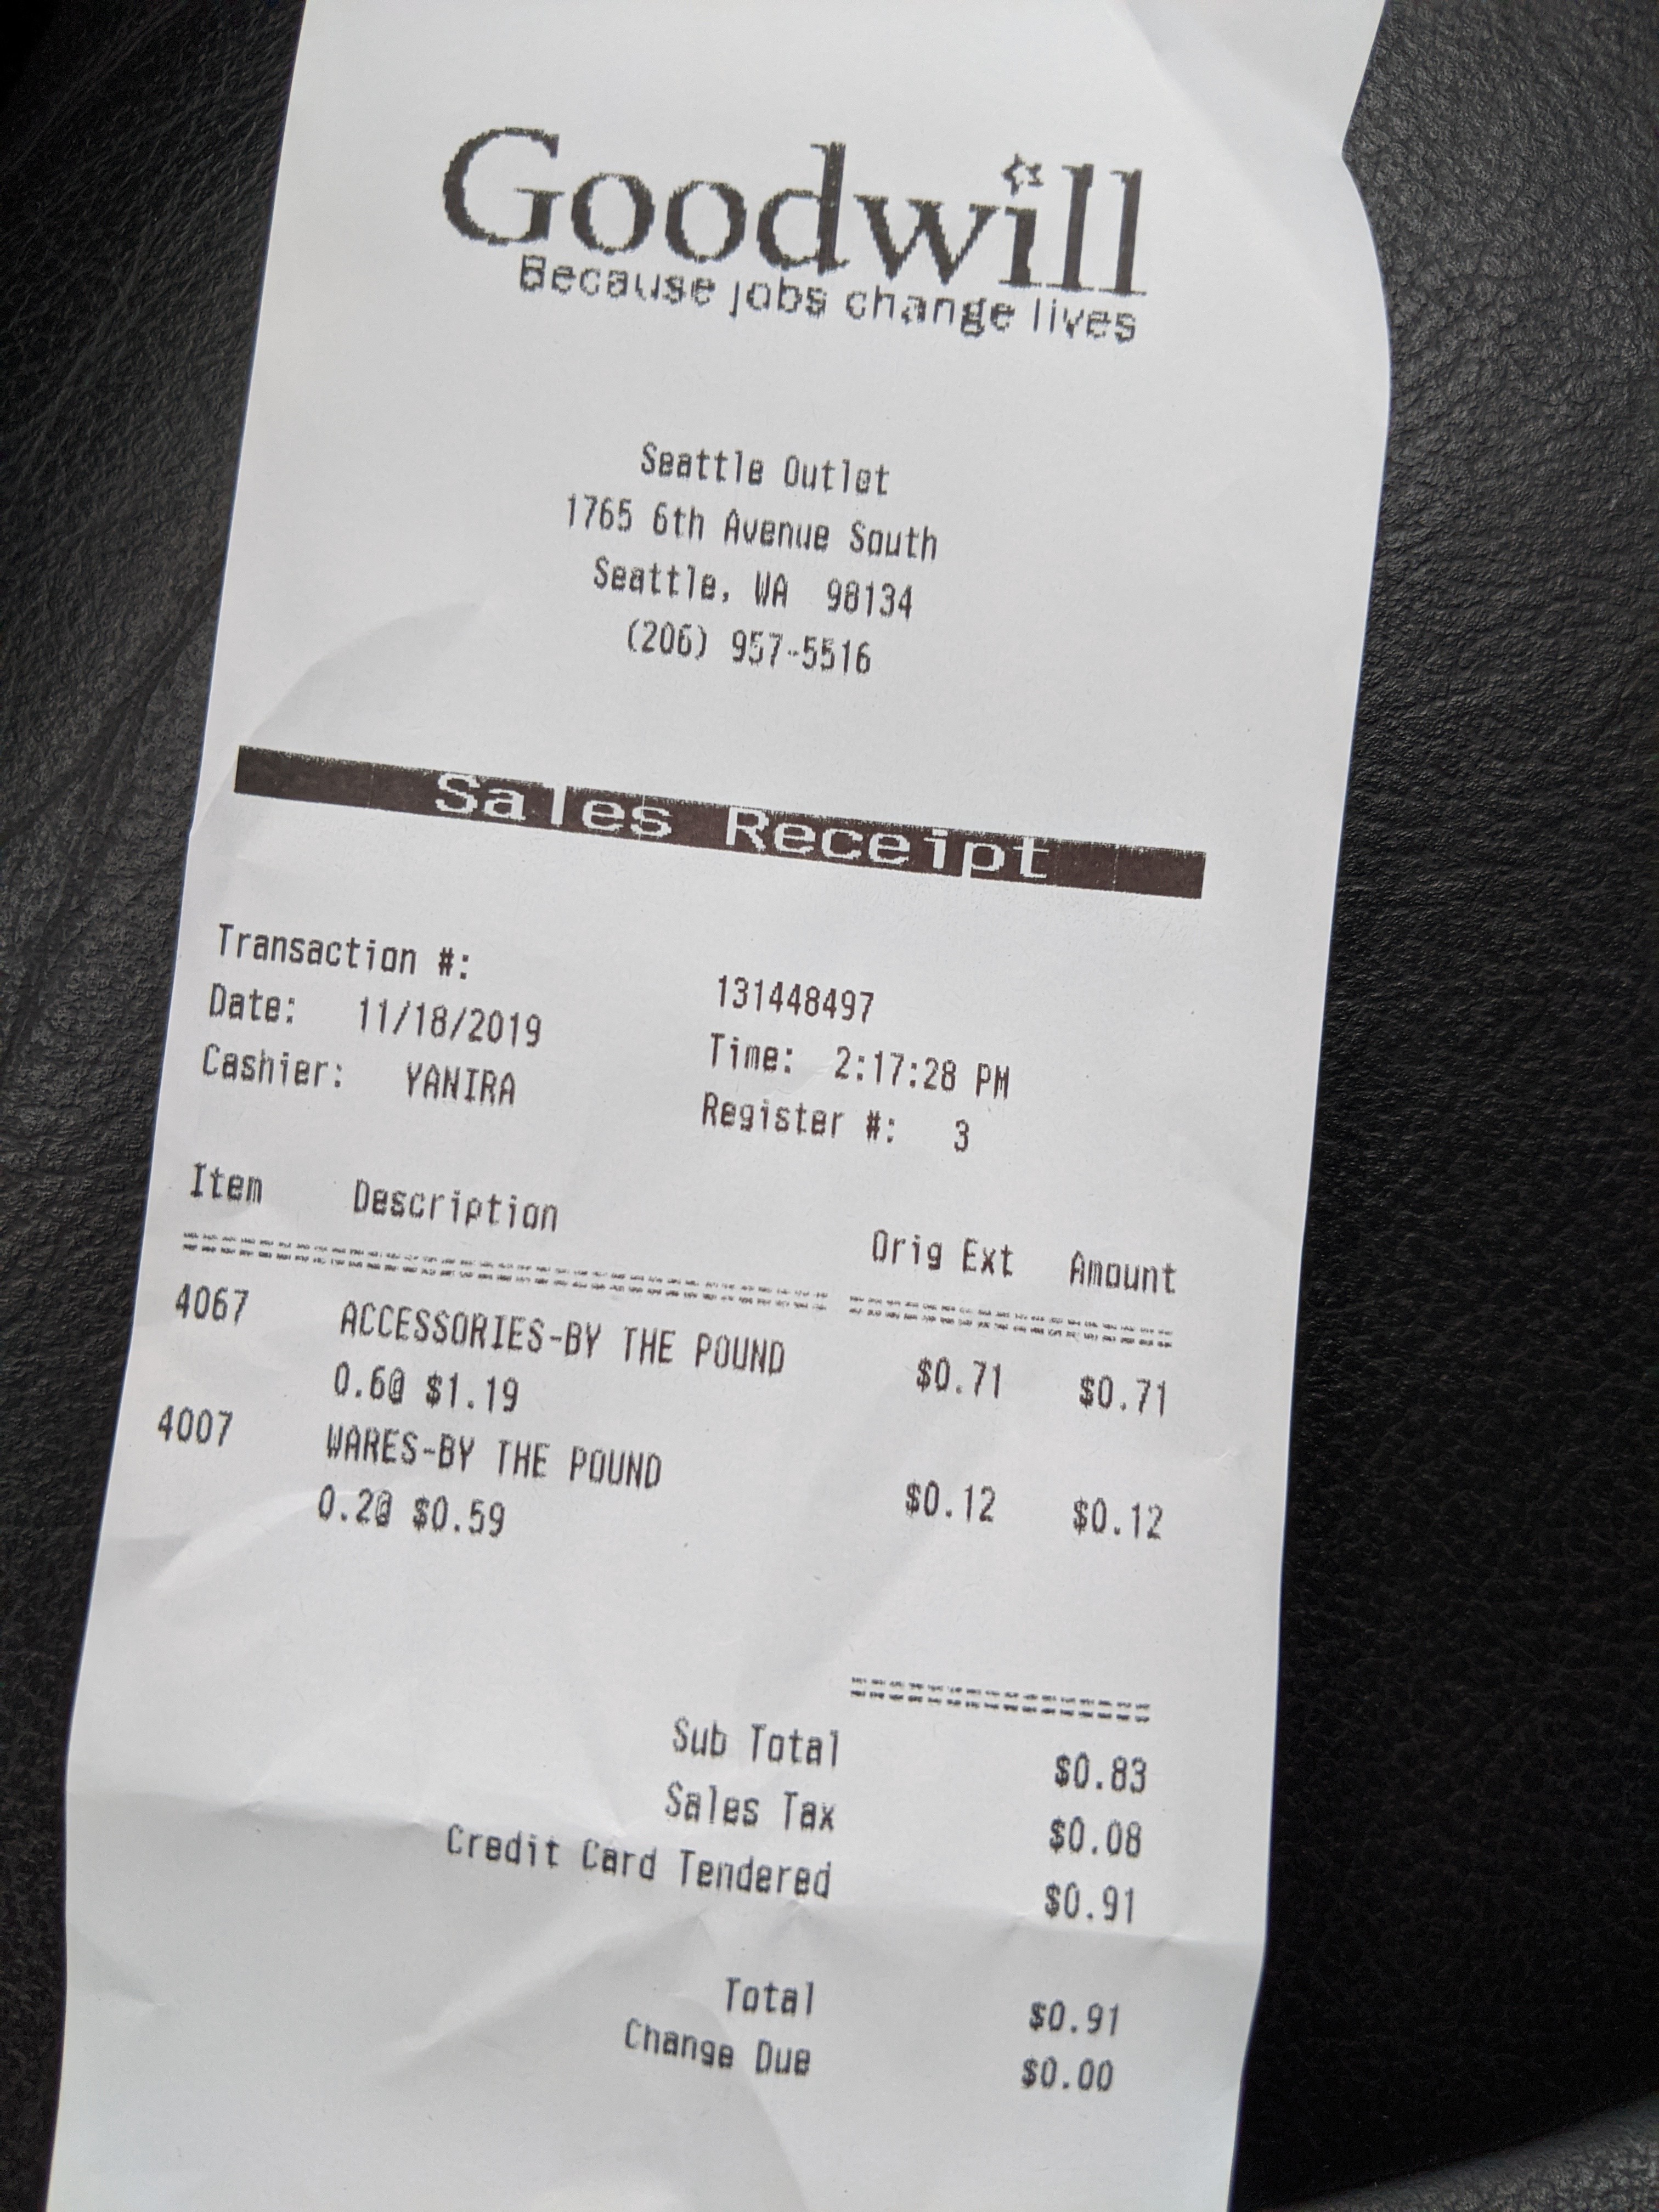 Goodwill
Because jobs change lives
Seattle Outlet
1765 6th Avenue South
Seattle, WA 98134
(206) 957-5516
Sales Receipt
Transaction #: 131448497
Date: 11/18/2019 Time: 2:17:28 PM
Cashier: YANIRA Register #: 3
Item Description Orig Ext Amount
4067 ACCESSORIES-BY THE POUND $0.71 $0.71
0.6@ $1.19
4007 WARES-BY THE POUND $0.12 $0.12
0.2@ $0.59
Sub Total $0.83
Sales Tax $0.08
Credit Card Tendered $0.91
Total $0.91
Change Due $0.00